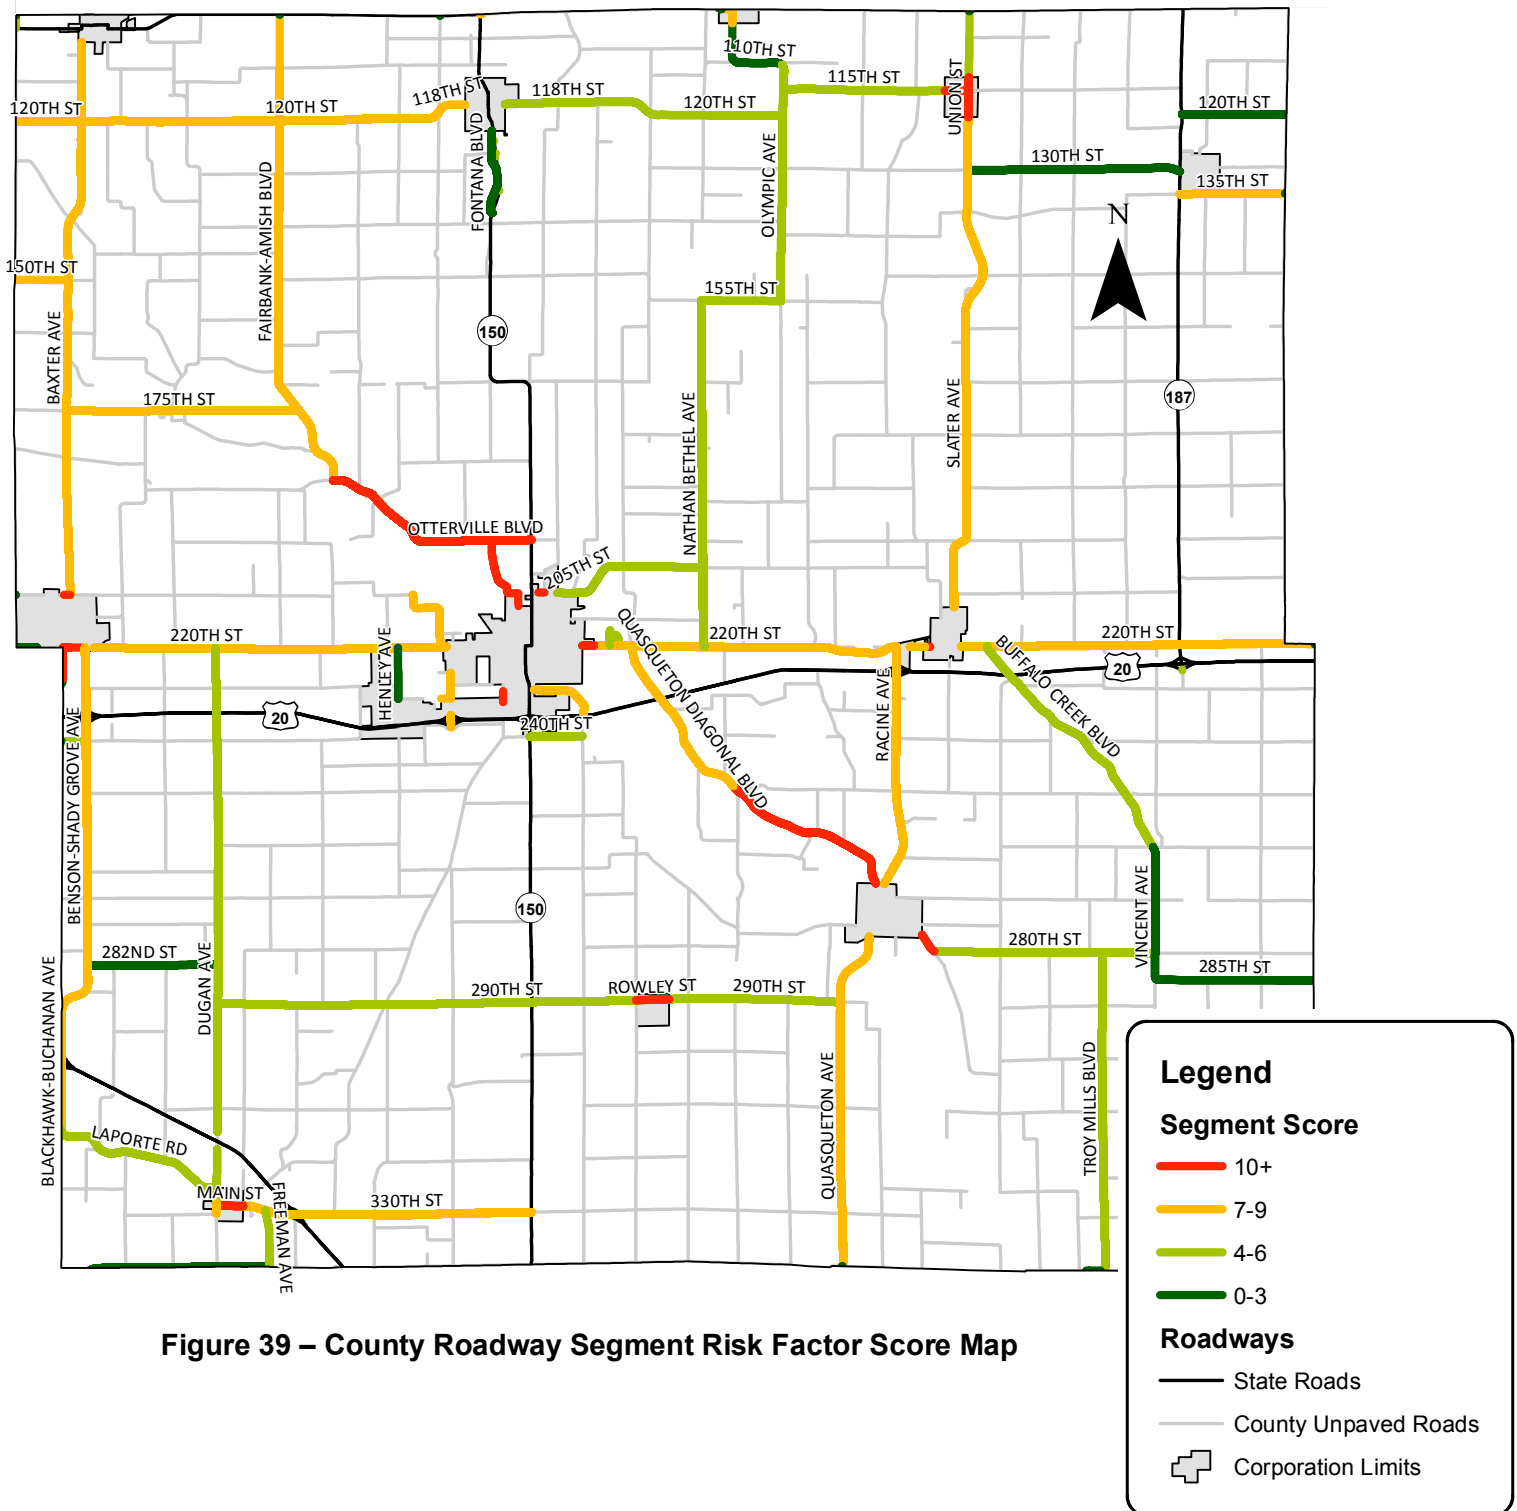 110TH ST
118TH ST
118TH ST
115TH ST
UNION ST
120TH ST
120TH ST
120TH ST
120TH ST
FONTANA BLVD
OLYMPIC AVE
130TH ST
135TH ST
FAIRBANK-AMISH BLVD
N
150TH ST
155TH ST
150
BAXTER AVE
175TH ST
NATHAN BETHEL AVE
SLATER AVE
187
OTTERVILLE BLVD
205TH ST
220TH ST
HENLEY AVE
QUASQUETON DIAGONAL BLVD
220TH ST
RACINE AVE
BUFFALO CREEK BLVD
220TH ST
20
20
240TH ST
BENSON-SHADY GROVE AVE
150
VINCENT AVE
282ND ST
DUGAN AVE
280TH ST
285TH ST
290TH ST
ROWLEY ST
290TH ST
BLACKHAWK-BUCHANAN AVE
QUASQUETON AVE
TROY MILLS BLVD
LAPORTE RD
MAIN ST
FREEMAN AVE
330TH ST
Legend
Segment Score
10+
7-9
4-6
0-3
Roadways
State Roads
County Unpaved Roads
Corporation Limits
Figure 39 – County Roadway Segment Risk Factor Score Map